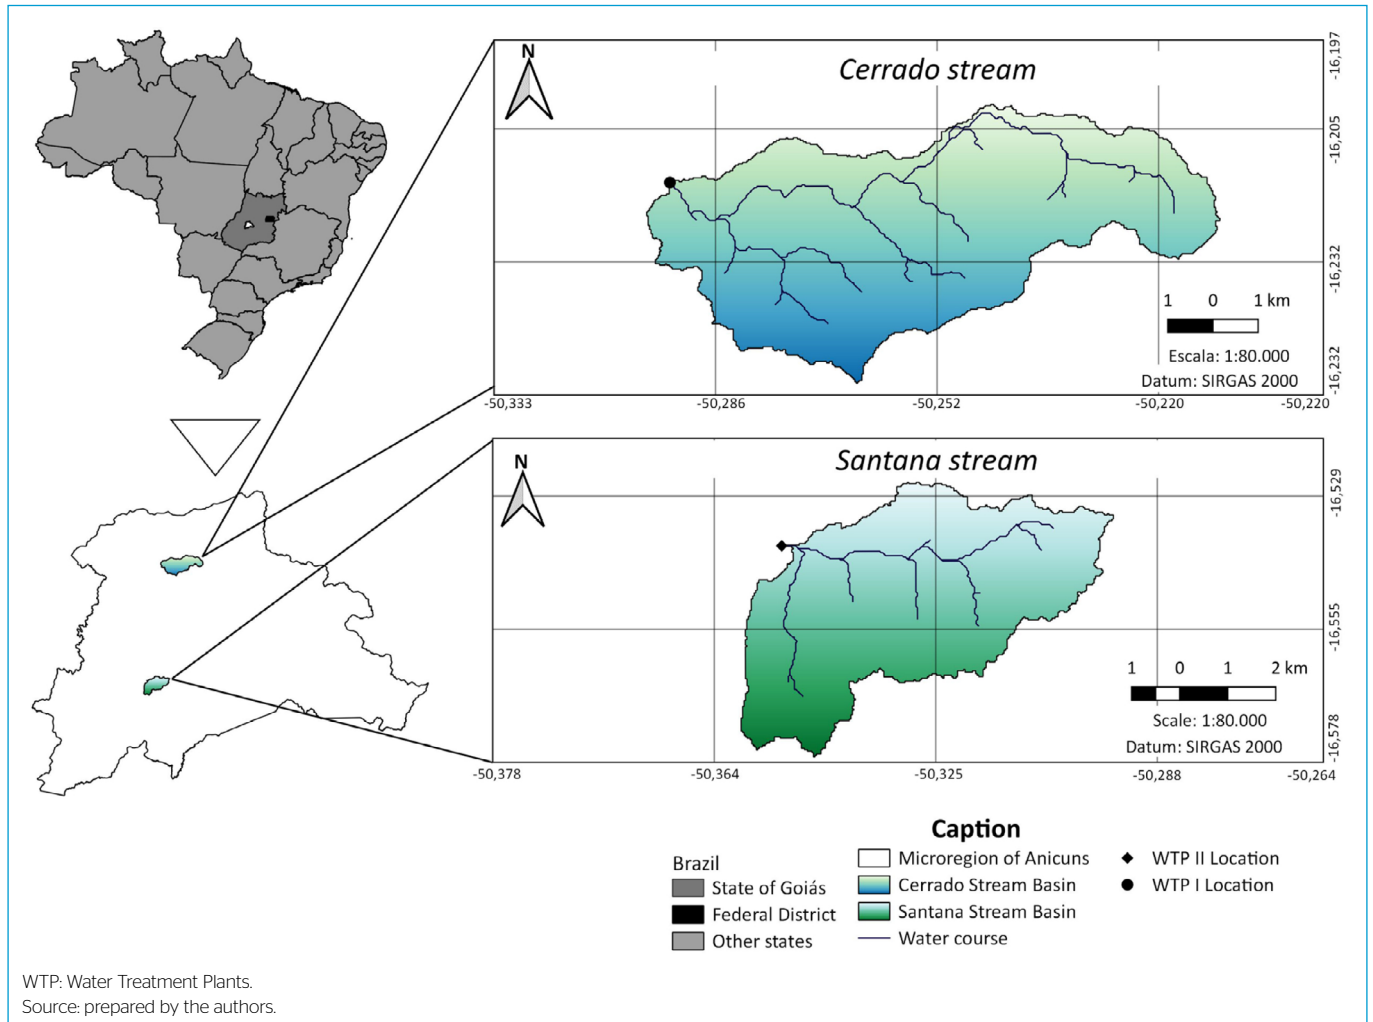 N
Cerrado stream
-16,197
-16,205
-16,232
-16,232
1 0 1 km
Escala: 1:80.000
Datum: SIRGAS 2000
-50,333
-50,286
-50,252
-50,220
-50,220
N
Santana stream
-16,529
-16,555
-16,578
1 0 1 2 km
Scale: 1:80.000
Datum: SIRGAS 2000
-50,378
-50,364
-50,325
-50,288
-50,264
Caption
Brazil
State of Goiás
Federal District
Other states
Microregion of Anicuns
Cerrado Stream Basin
Santana Stream Basin
Water course
WTP II Location
WTP I Location
WTP: Water Treatment Plants.
Source: prepared by the authors.